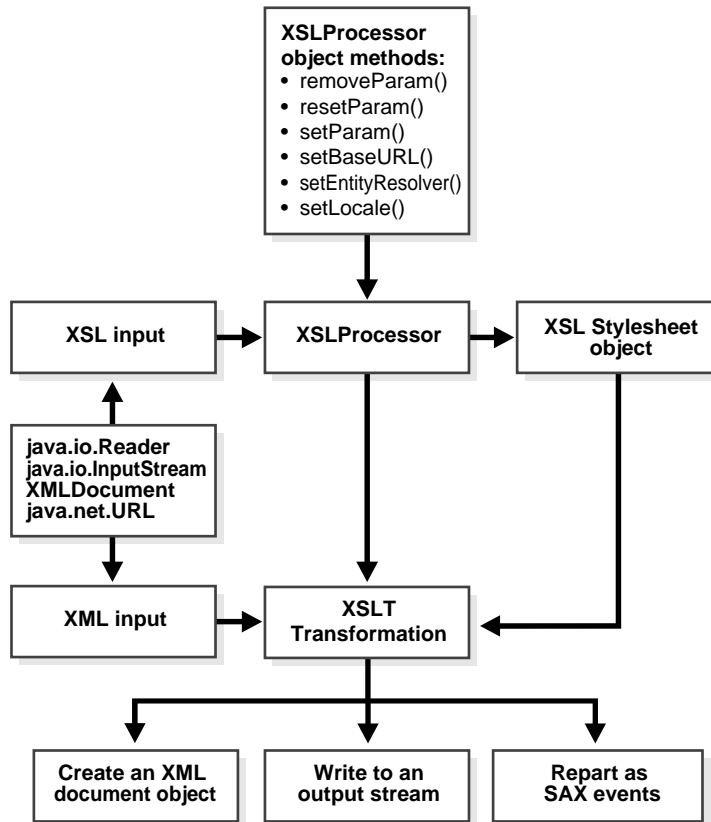 XSLProcessor
object methods:
• removeParam()
• resetParam()
• setParam()
• setBaseURL()
• setEntityResolver()
• setLocale()
XSL input
XSLProcessor
XSL Stylesheet
object
java.io.Reader
java.io.InputStream
XMLDocument
java.net.URL
XML input
XSLT
Transformation
Create an XML
document object
Write to an
output stream
Repart as
SAX events